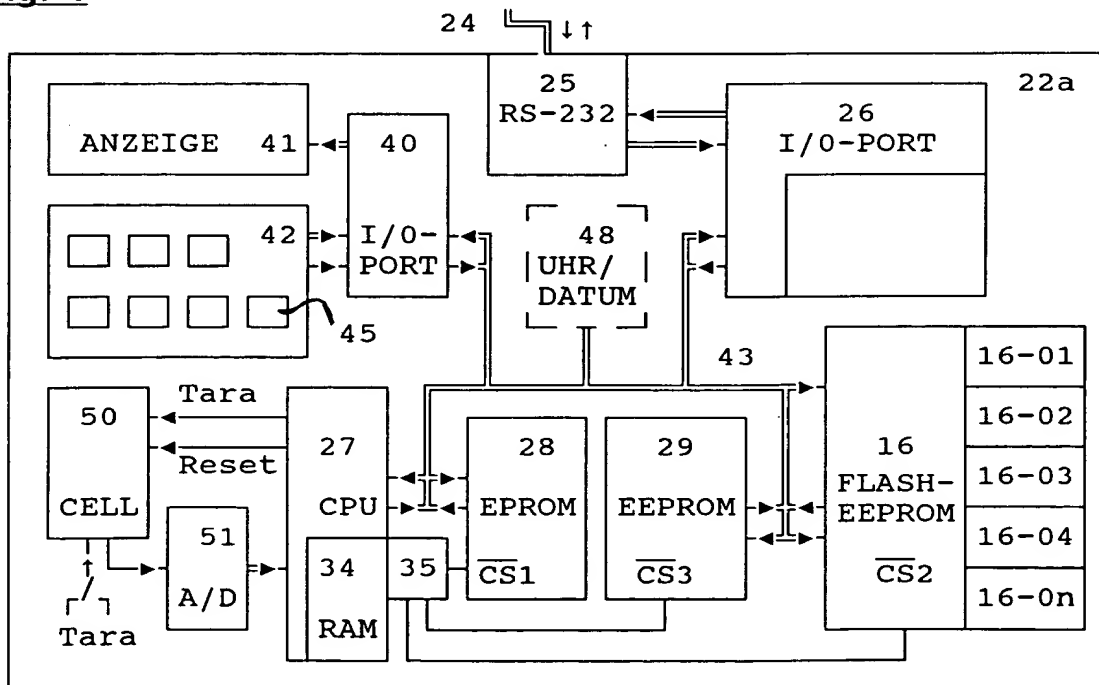 24 ↓↑
22a
25
RS-232
26
I/0-PORT
ANZEIGE 41
40
I/0-
PORT
42
45
48
UHR/
DATUM
43
Tara
Reset
50
CELL
51
A/D
Tara
27
CPU
34
RAM
35
28
EPROM
CS1
29
EEPROM
CS3
16
FLASH-
EEPROM
CS2
16-01
16-02
16-03
16-04
16-0n